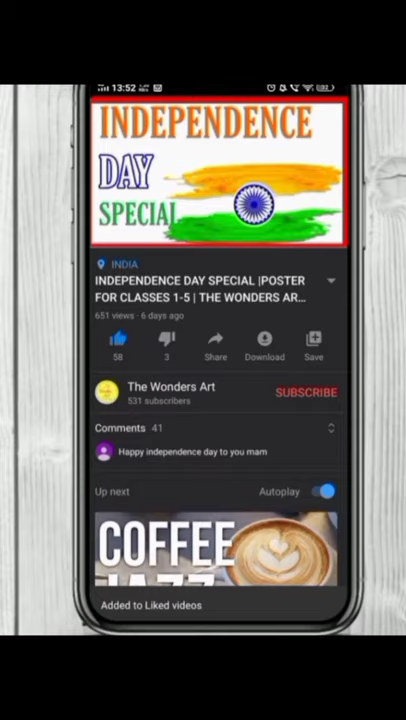 13:52
INDEPENDENCE
DAY
SPECIAL
INDIA
INDEPENDENCE DAY SPECIAL |POSTER
FOR CLASSES 1-5 | THE WONDERS AR...
651 views · 6 days ago
58
3
Share
Download
Save
The Wonders Art
SUBSCRIBE
531 subscribers
Comments 41
Happy independence day to you mam
Up next
Autoplay
COFFEE
JAZZ
Added to Liked videos